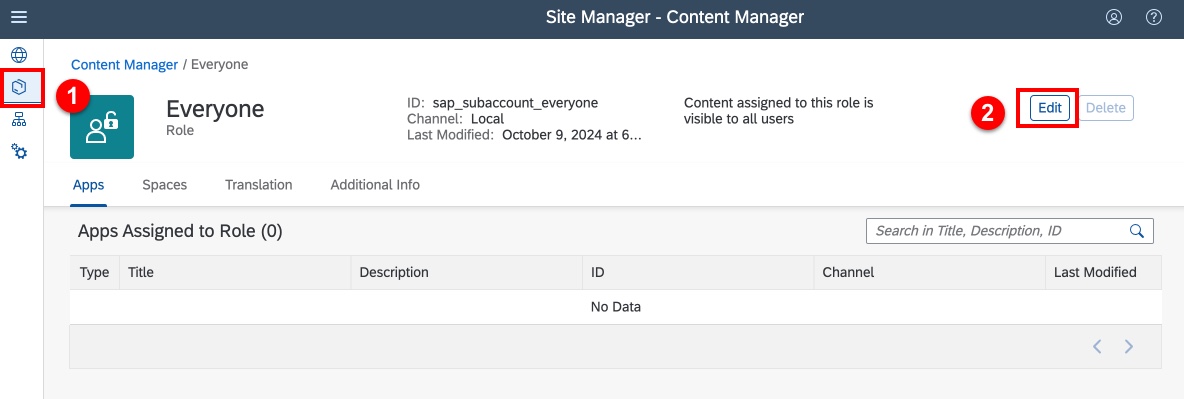 Site Manager - Content Manager
Content Manager / Everyone
1
Everyone
Role
ID: sap_subaccount_everyone
Channel: Local
Last Modified: October 9, 2024 at 6...
Content assigned to this role is
visible to all users
2
Edit
Delete
Apps Spaces Translation Additional Info
Apps Assigned to Role (0)
Search in Title, Description, ID
Type Title Description ID Channel Last Modified
No Data